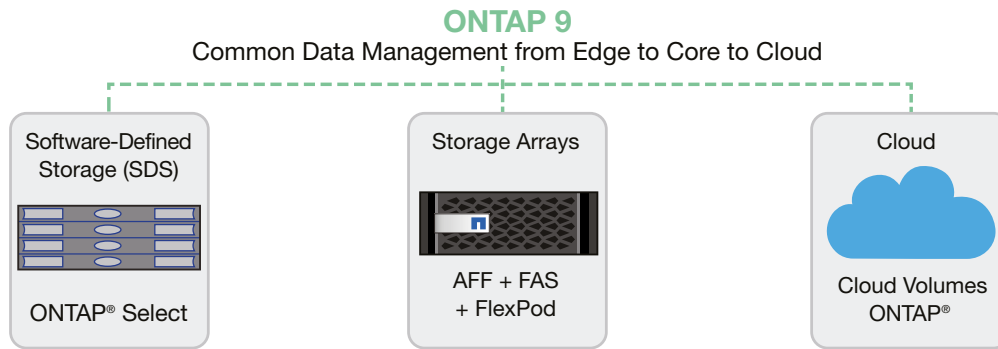 ONTAP 9
Common Data Management from Edge to Core to Cloud
Software-Defined
Storage (SDS)
ONTAP® Select
Storage Arrays
AFF + FAS
+ FlexPod
Cloud
Cloud Volumes
ONTAP®